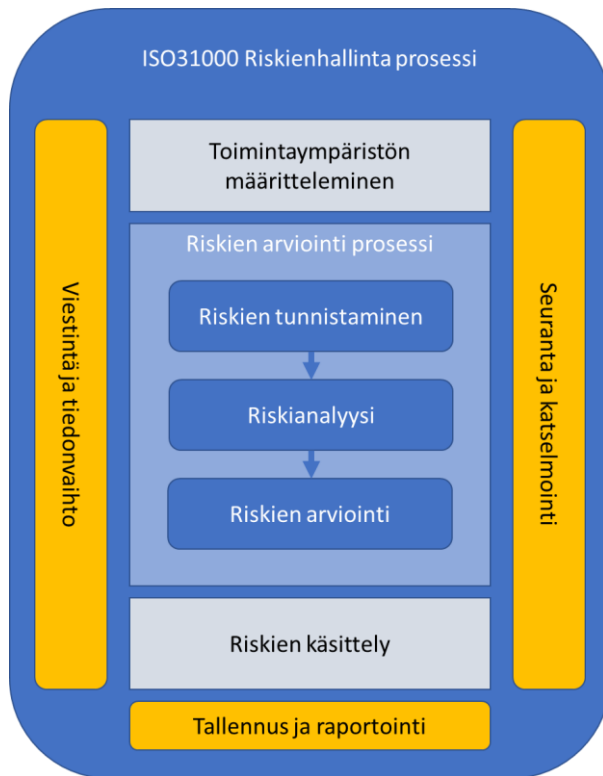 ISO31000 Riskienhallinta prosessi
Toimintaympäristön
määritteleminen
Riskien arviointi prosessi
Riskien tunnistaminen
Riskianalyysi
Riskien arviointi
Riskien käsittely
Viestintä ja tiedonvaihto
Seuranta ja katselmointi
Tallennus ja raportointi